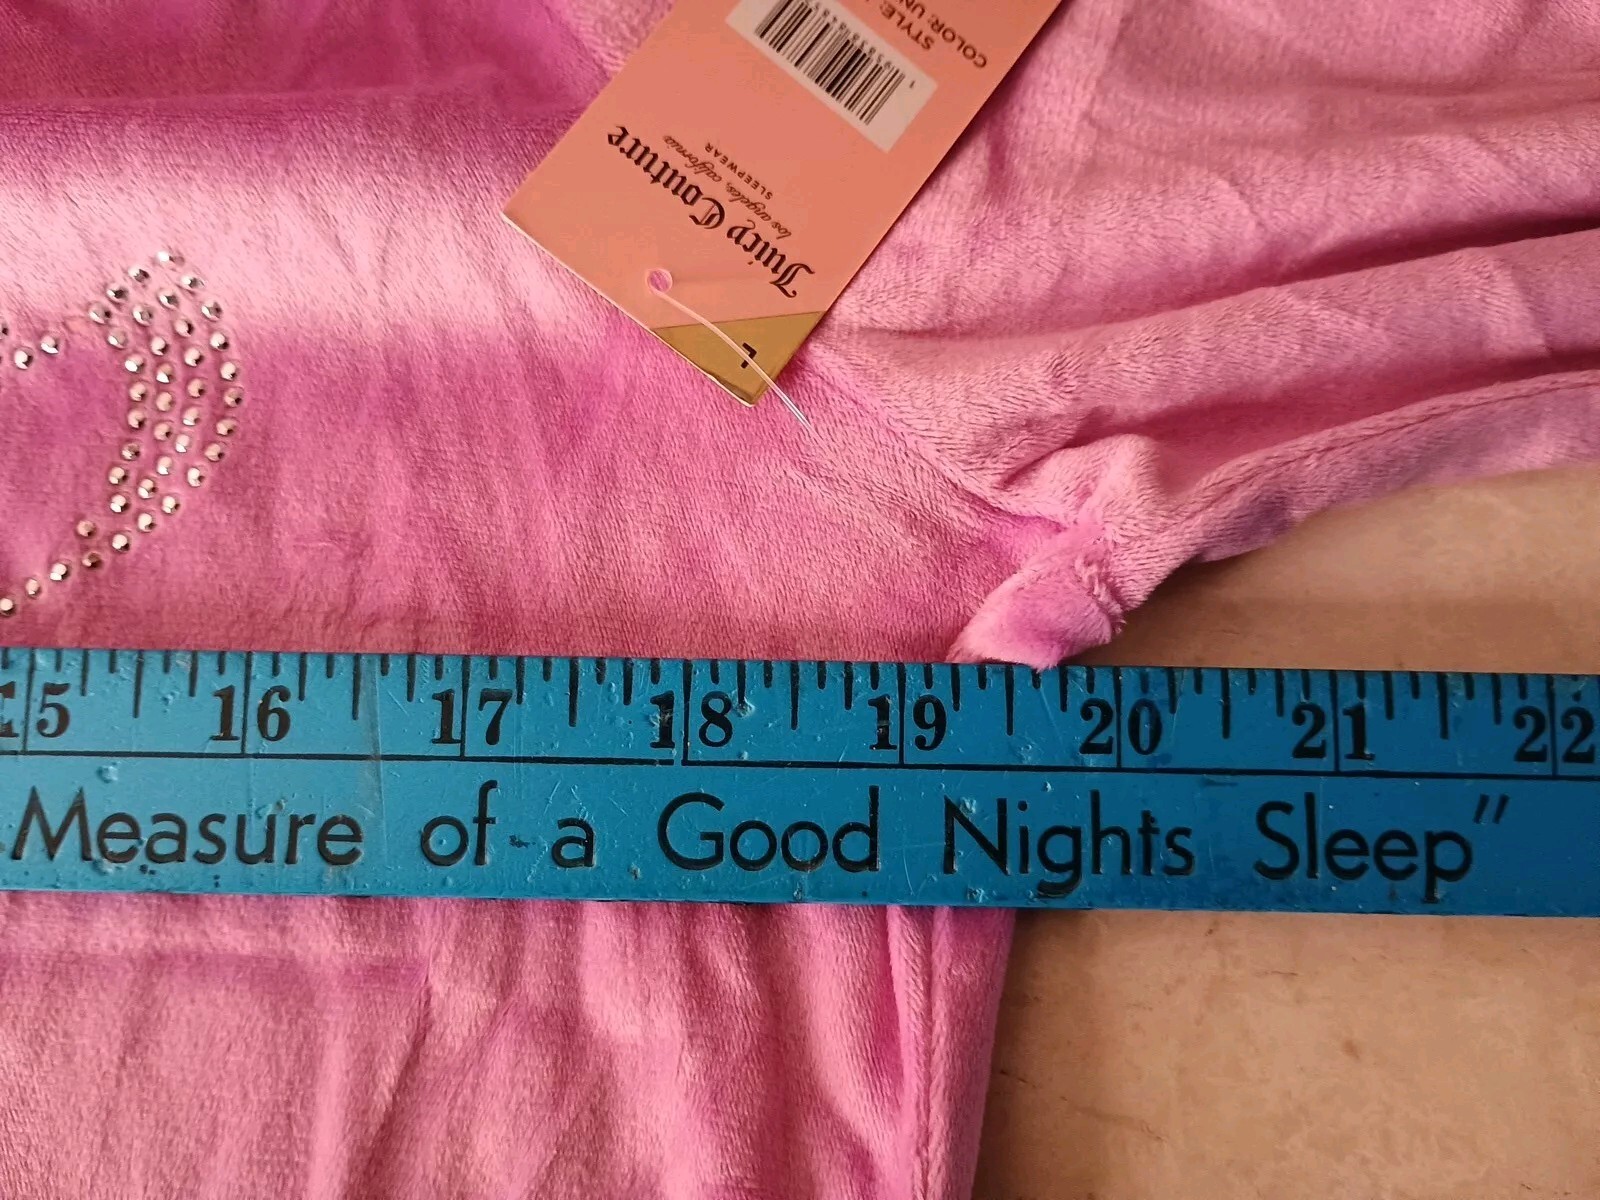 COLOR: UN
STYLE:
Juicy Couture
los angeles, california
SLEEPWEAR
L
15 16 17 18 19 20 21 22
Measure of a Good Nights Sleep"